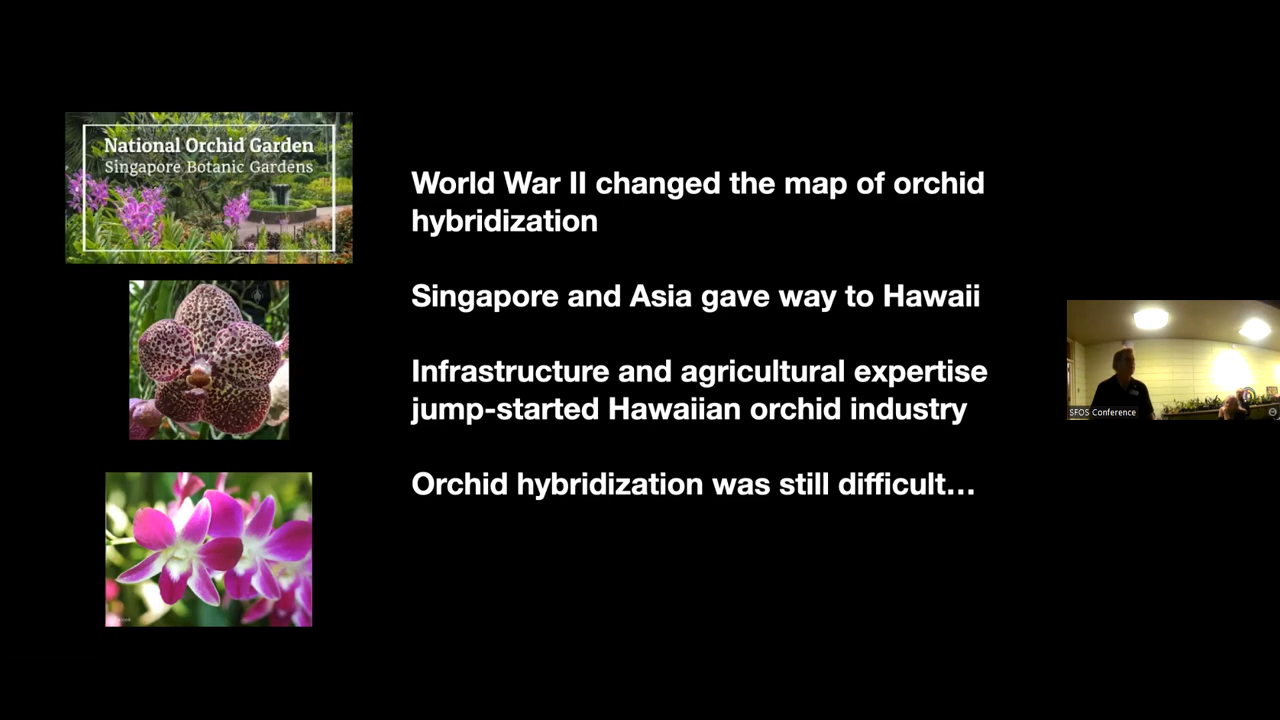 National Orchid Garden
Singapore Botanic Gardens
World War II changed the map of orchid
hybridization
Singapore and Asia gave way to Hawaii
Infrastructure and agricultural expertise
jump-started Hawaiian orchid industry
Orchid hybridization was still difficult…
SFOS Conference